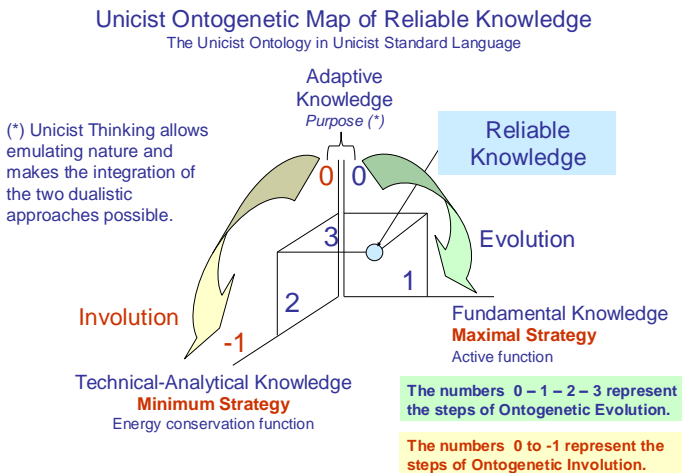 Unicist Ontogenetic Map of Reliable Knowledge
The Unicist Ontology in Unicist Standard Language
Adaptive
Knowledge
Purpose (*)
(*) Unicist Thinking allows
emulating nature and
makes the integration of
the two dualistic
approaches possible.
Reliable
Knowledge
0 0
Evolution
3
1
2
Involution
-1
Fundamental Knowledge
Maximal Strategy
Active function
Technical-Analytical Knowledge
Minimum Strategy
Energy conservation function
The numbers 0 – 1 – 2 – 3 represent
the steps of Ontogenetic Evolution.
The numbers 0 to -1 represent the
steps of Ontogenetic Involution.